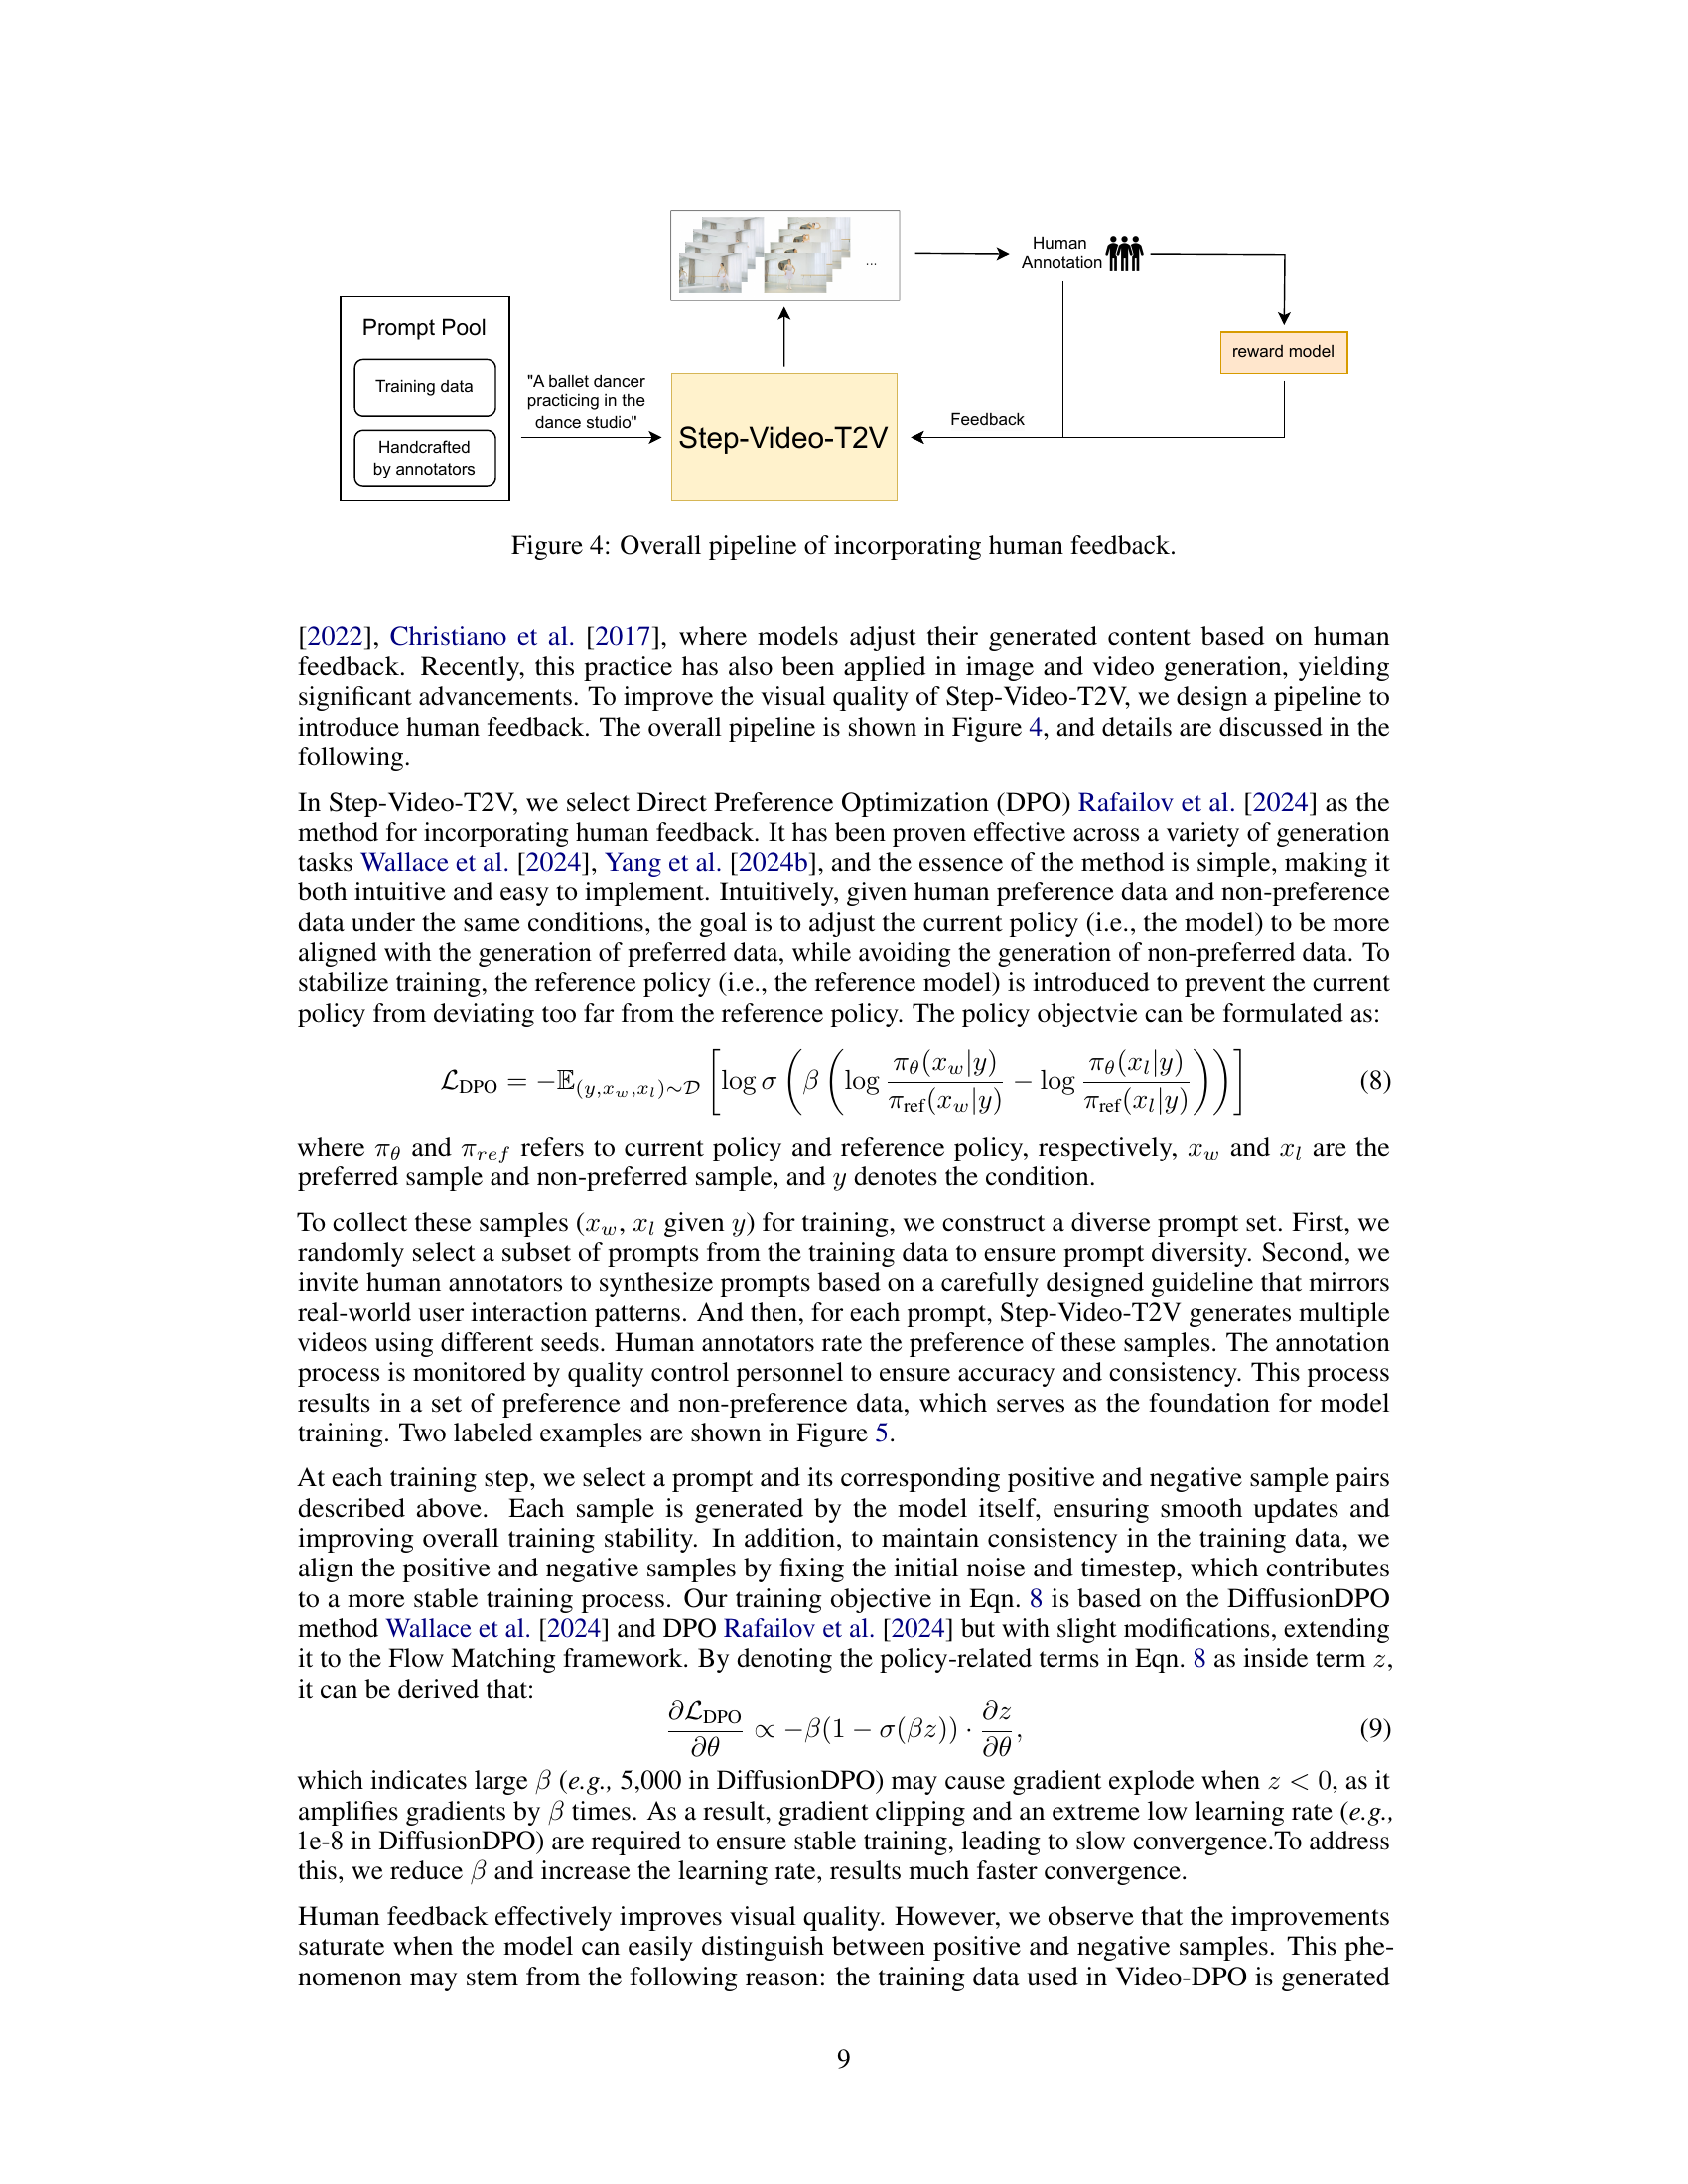 Prompt Pool
Training data
Handcrafted
by annotators
"A ballet dancer
practicing in the
dance studio"
Step-Video-T2V
...
Human
Annotation
reward model
Feedback
Figure 4: Overall pipeline of incorporating human feedback.
[2022], Christiano et al. [2017], where models adjust their generated content based on human
feedback. Recently, this practice has also been applied in image and video generation, yielding
significant advancements. To improve the visual quality of Step-Video-T2V, we design a pipeline to
introduce human feedback. The overall pipeline is shown in Figure 4, and details are discussed in the
following.
In Step-Video-T2V, we select Direct Preference Optimization (DPO) Rafailov et al. [2024] as the
method for incorporating human feedback. It has been proven effective across a variety of generation
tasks Wallace et al. [2024], Yang et al. [2024b], and the essence of the method is simple, making it
both intuitive and easy to implement. Intuitively, given human preference data and non-preference
data under the same conditions, the goal is to adjust the current policy (i.e., the model) to be more
aligned with the generation of preferred data, while avoiding the generation of non-preferred data. To
stabilize training, the reference policy (i.e., the reference model) is introduced to prevent the current
policy from deviating too far from the reference policy. The policy objectvie can be formulated as:
$\mathcal{L}_{\text{DPO}} = -\mathbb{E}_{(y,x_w,x_l)\sim\mathcal{D}} \left[ \log \sigma \left( \beta \left( \log \frac{\pi_\theta(x_w|y)}{\pi_{\text{ref}}(x_w|y)} - \log \frac{\pi_\theta(x_l|y)}{\pi_{\text{ref}}(x_l|y)} \right) \right) \right]$ (8)
where $\pi_\theta$ and $\pi_{ref}$ refers to current policy and reference policy, respectively, $x_w$ and $x_l$ are the
preferred sample and non-preferred sample, and $y$ denotes the condition.
To collect these samples ($x_w$, $x_l$ given $y$) for training, we construct a diverse prompt set. First, we
randomly select a subset of prompts from the training data to ensure prompt diversity. Second, we
invite human annotators to synthesize prompts based on a carefully designed guideline that mirrors
real-world user interaction patterns. And then, for each prompt, Step-Video-T2V generates multiple
videos using different seeds. Human annotators rate the preference of these samples. The annotation
process is monitored by quality control personnel to ensure accuracy and consistency. This process
results in a set of preference and non-preference data, which serves as the foundation for model
training. Two labeled examples are shown in Figure 5.
At each training step, we select a prompt and its corresponding positive and negative sample pairs
described above. Each sample is generated by the model itself, ensuring smooth updates and
improving overall training stability. In addition, to maintain consistency in the training data, we
align the positive and negative samples by fixing the initial noise and timestep, which contributes
to a more stable training process. Our training objective in Eqn. 8 is based on the DiffusionDPO
method Wallace et al. [2024] and DPO Rafailov et al. [2024] but with slight modifications, extending
it to the Flow Matching framework. By denoting the policy-related terms in Eqn. 8 as inside term $z$,
it can be derived that:
$\frac{\partial \mathcal{L}_{\text{DPO}}}{\partial \theta} \propto -\beta(1 - \sigma(\beta z)) \cdot \frac{\partial z}{\partial \theta},$ (9)
which indicates large $\beta$ (e.g., 5,000 in DiffusionDPO) may cause gradient explode when $z < 0$, as it
amplifies gradients by $\beta$ times. As a result, gradient clipping and an extreme low learning rate (e.g.,
1e-8 in DiffusionDPO) are required to ensure stable training, leading to slow convergence.To address
this, we reduce $\beta$ and increase the learning rate, results much faster convergence.
Human feedback effectively improves visual quality. However, we observe that the improvements
saturate when the model can easily distinguish between positive and negative samples. This phe-
nomenon may stem from the following reason: the training data used in Video-DPO is generated
9